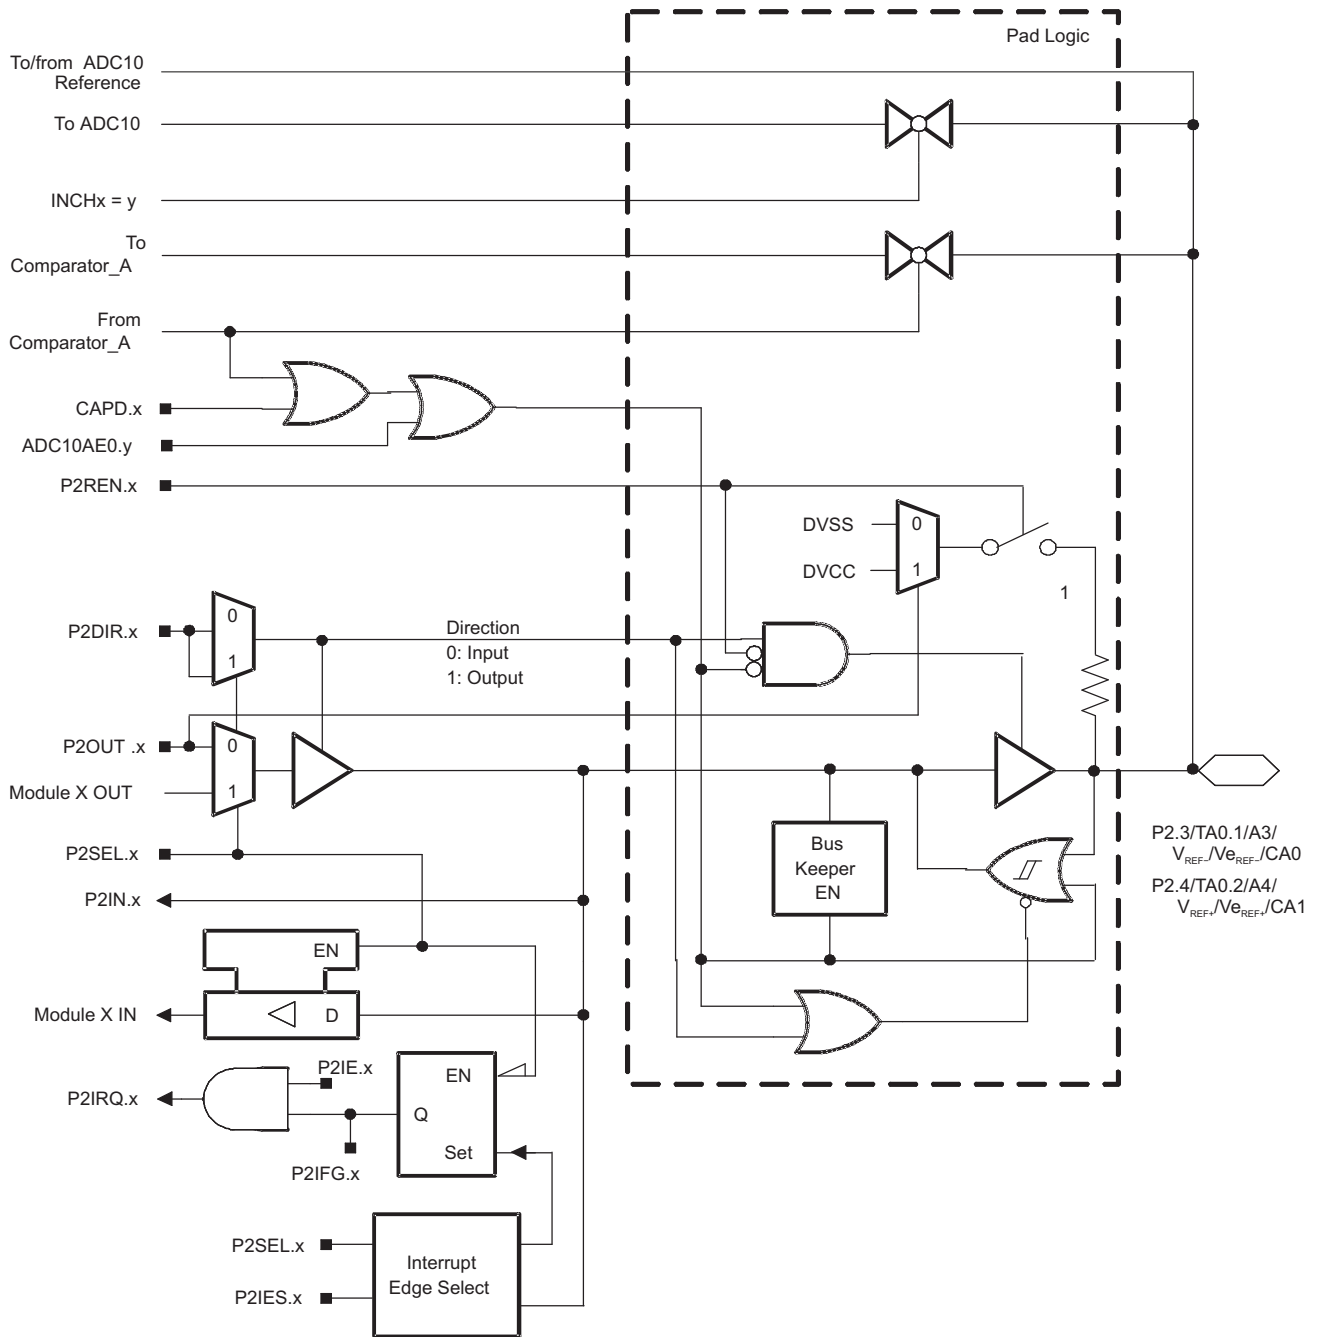 Pad Logic
To/from ADC10
Reference
To ADC10
INCHx = y
To
Comparator_A
From
Comparator_A
CAPD.x
ADC10AE0.y
P2REN.x
DVSS
0
DVCC
1
1
P2DIR.x
0
1
Direction
0: Input
1: Output
P2OUT .x
0
Module X OUT
1
P2SEL.x
Bus
Keeper
EN
P2.3/TA0.1/A3/
VREF-/VeREF-/CA0
P2.4/TA0.2/A4/
VREF+/VeREF+/CA1
P2IN.x
EN
Module X IN
D
P2IE.x
EN
P2IRQ.x
Q
Set
P2IFG.x
P2SEL.x
Interrupt
Edge Select
P2IES.x